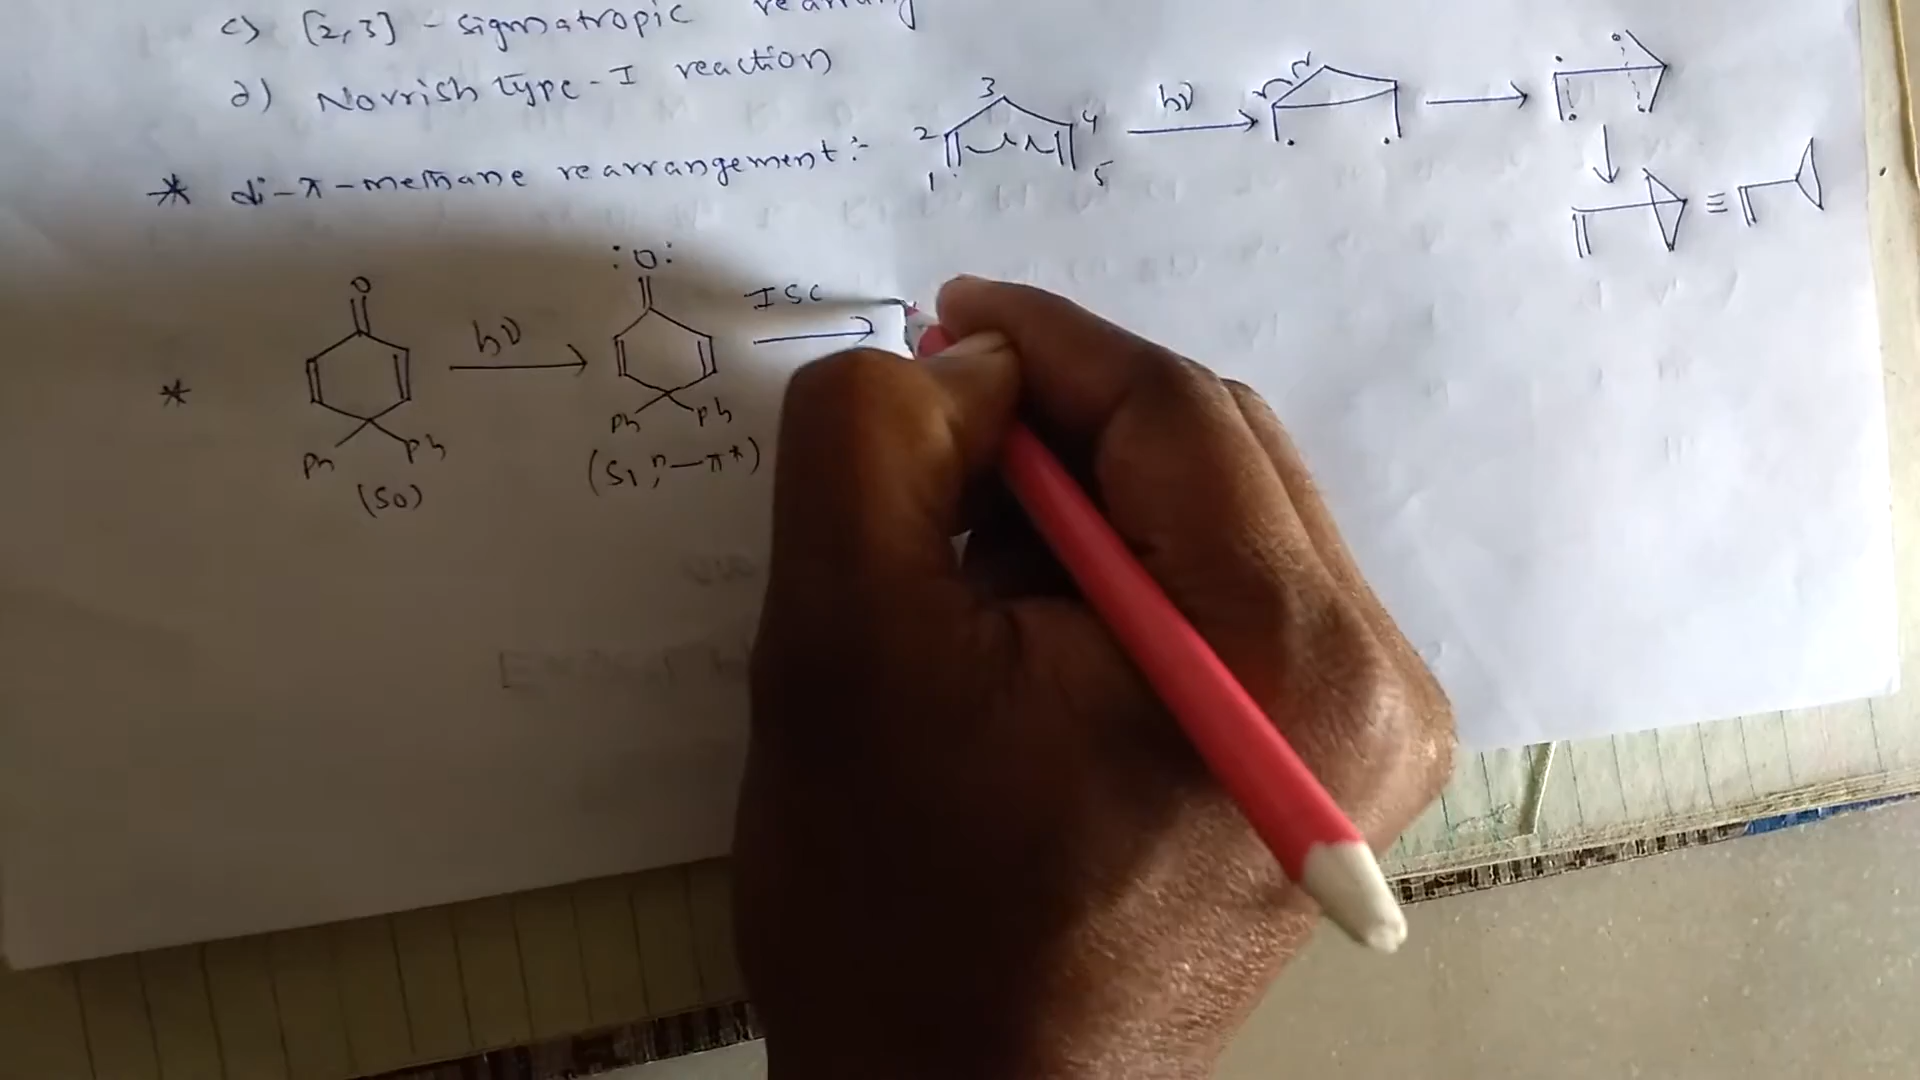 c) [2,3] - sigmatropic
d) Norrish type-I reaction
* di-π-methane rearrangement :-
1 2 3 4 5
hν
*
O
Ph Ph
(S0)
hν
:O:
Ph Ph
(S1, n—π*)
ISC
≡